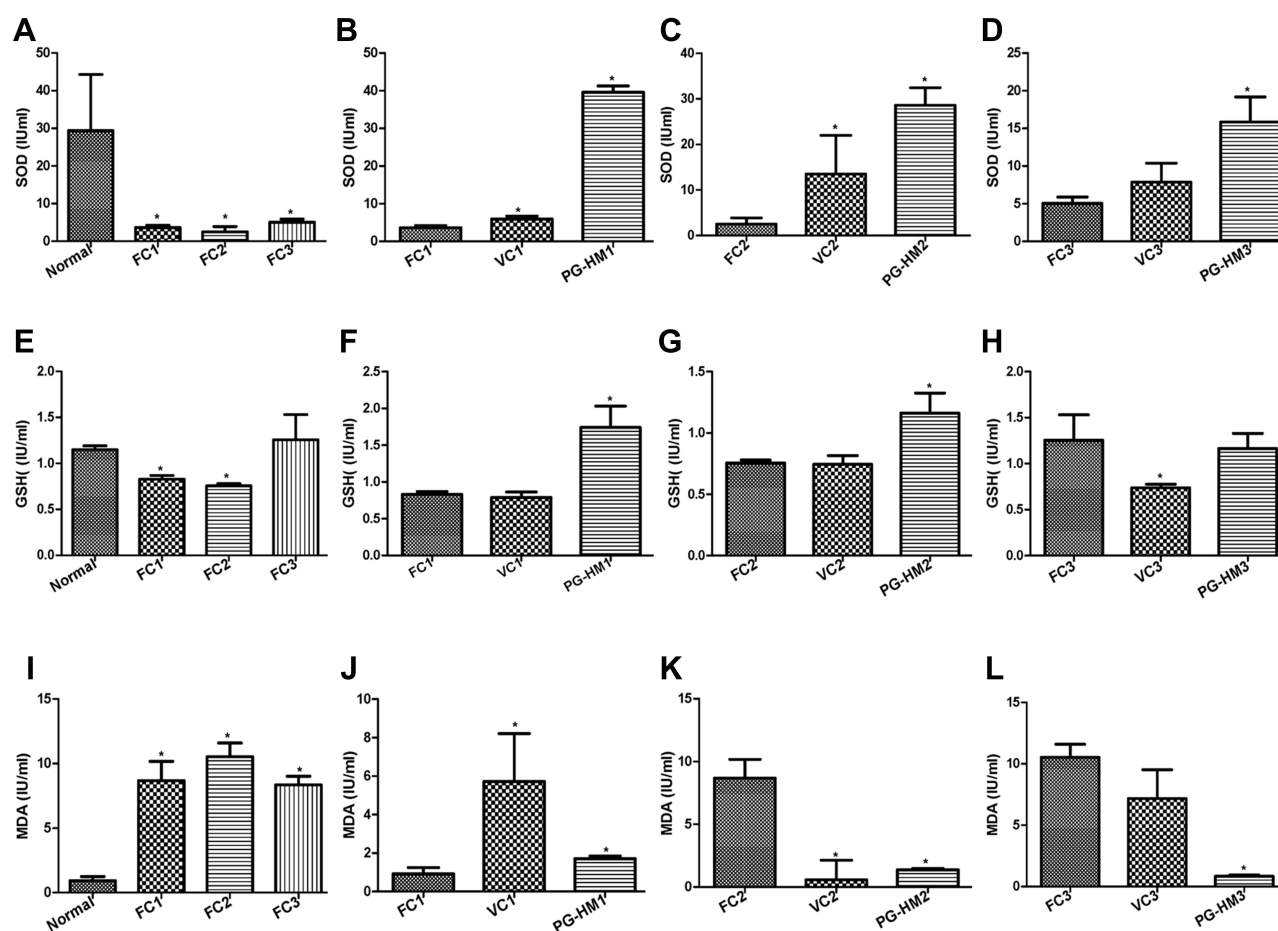 A
SOD (IUml)
50
40
30
20
10
0
Normal
FC1
FC2
FC3
*
*
*
B
SOD (IUml)
50
40
30
20
10
0
FC1
VC1
PG-HM1
*
*
C
SOD (IUml)
40
30
20
10
0
FC2
VC2
PG-HM2
*
*
D
SOD (IUml)
25
20
15
10
5
0
FC3
VC3
PG-HM3
*
E
GSH( (IU/ml)
2.0
1.5
1.0
0.5
0.0
Normal
FC1
FC2
FC3
*
*
F
GSH( (IU/ml)
2.5
2.0
1.5
1.0
0.5
0.0
FC1
VC1
PG-HM1
*
G
GSH( (IU/ml)
1.5
1.0
0.5
0.0
FC2
VC2
PG-HM2
*
H
GSH( (IU/ml)
2.0
1.5
1.0
0.5
0.0
FC3
VC3
PG-HM3
*
I
MDA (IU/ml)
15
10
5
0
Normal
FC1
FC2
FC3
*
*
*
J
MDA (IU/ml)
10
8
6
4
2
0
FC1
VC1
PG-HM1
*
*
K
MDA (IU/ml)
15
10
5
0
FC2
VC2
PG-HM2
*
*
L
MDA (IU/ml)
15
10
5
0
FC3
VC3
PG-HM3
*